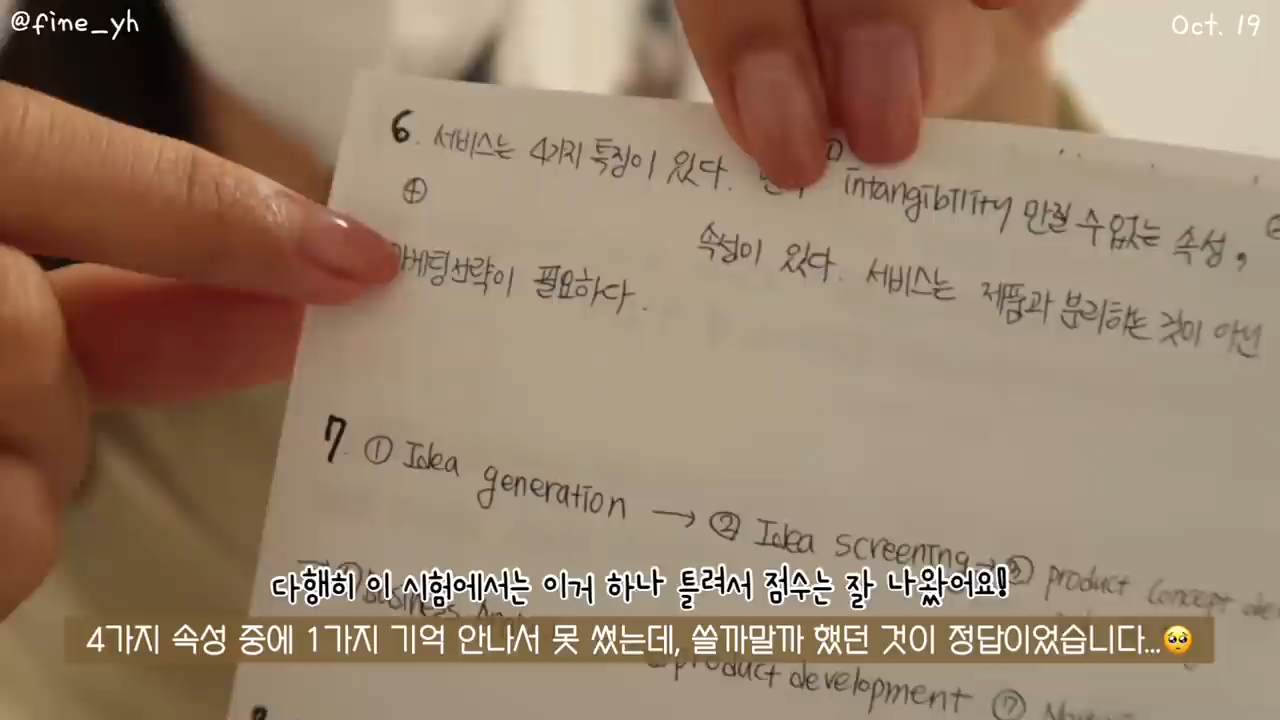 @fine_yh
Oct. 19
6. 서비스는 4가지 특징이 있다. ① intangibility 만질 수 없는 속성,
속성이 있다. 서비스는 제품과 분리하는 것이 아닌
⊕
마케팅전략이 필요하다.
7. ① Idea generation → ② Idea screening → ③ product concept de
다행히 이 시험에서는 이거 하나 틀려서 점수는 잘 나왔어요!
4가지 속성 중에 1가지 기억 안나서 못 썼는데, 쓸까말까 했던 것이 정답이었습니다...🥺
product development ⑦